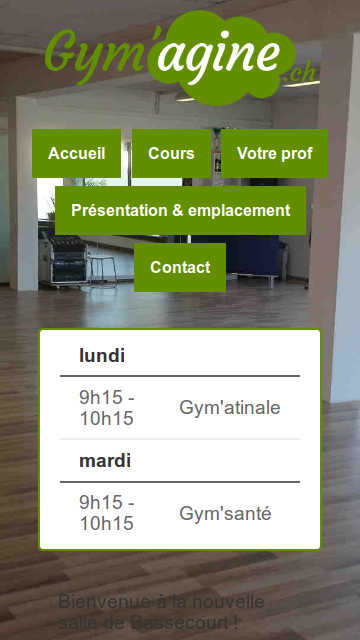 Gym'agine.ch
Accueil
Cours
Votre prof
Présentation & emplacement
Contact
lundi
9h15 -
10h15
Gym'atinale
mardi
9h15 -
10h15
Gym'santé
Bienvenue à la nouvelle
salle de Bassecourt !